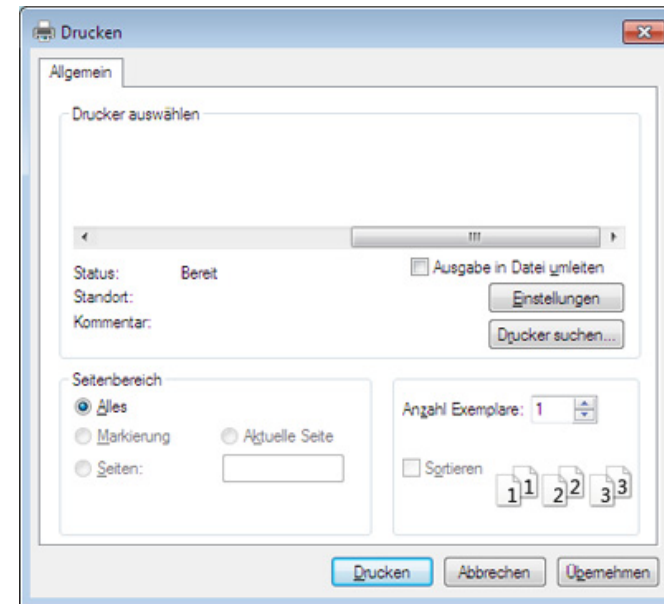 Drucken
Allgemein
Drucker auswählen
Status: Bereit
Ausgabe in Datei umleiten
Standort:
Einstellungen
Kommentar:
Drucker suchen...
Seitenbereich
Alles
Markierung
Aktuelle Seite
Seiten:
Anzahl Exemplare: 1
Sortieren
1 1 2 2 3 3
Drucken
Abbrechen
Übernehmen